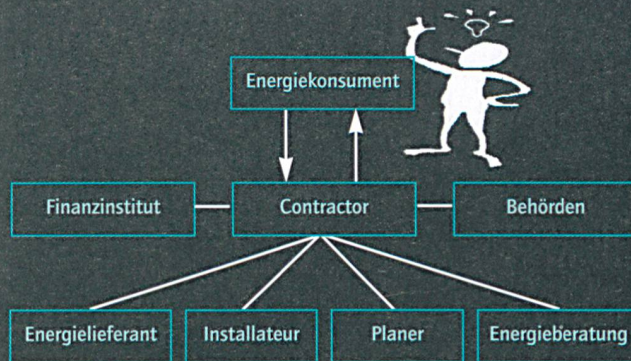 Energiekonsument
Finanzinstitut
Contractor
Behörden
Energielieferant
Installateur
Planer
Energieberatung